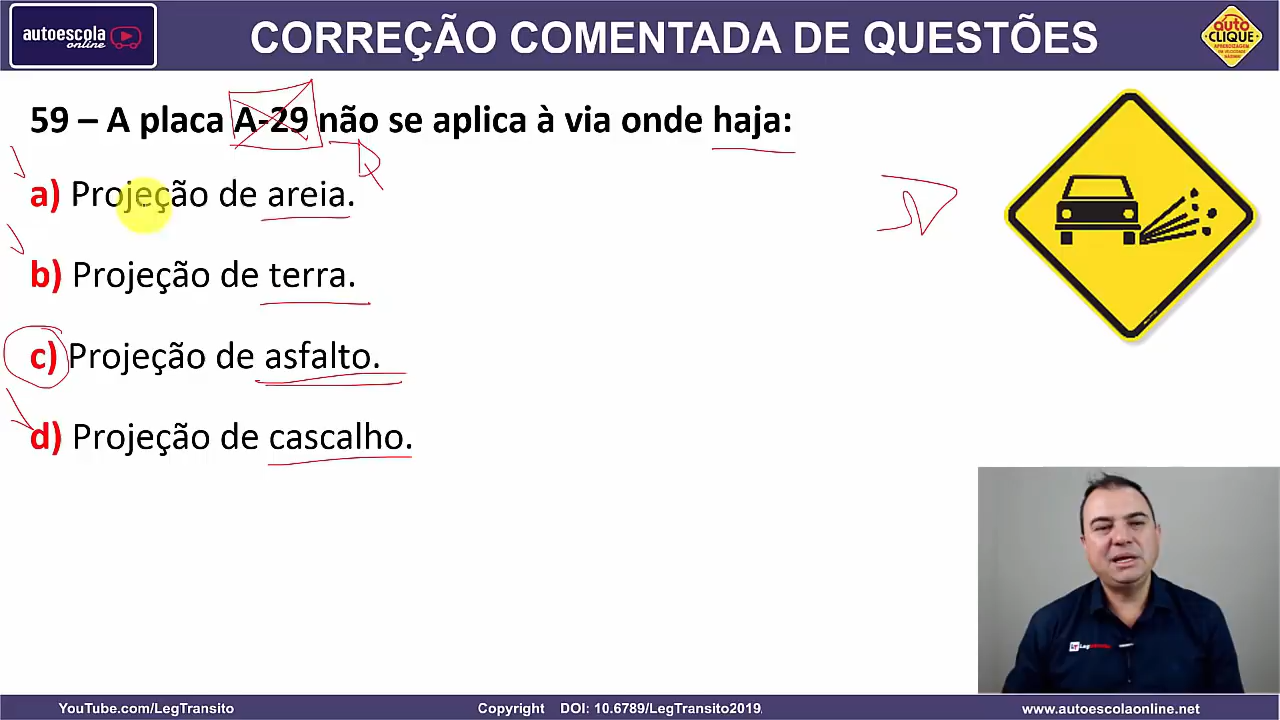 autoescola
online
CORREÇÃO COMENTADA DE QUESTÕES
auto
CLIQUE
59 – A placa A-29 não se aplica à via onde haja:
a) Projeção de areia.
b) Projeção de terra.
c) Projeção de asfalto.
d) Projeção de cascalho.
YouTube.com/LegTransito
Copyright DOI: 10.6789/LegTransito2019
www.autoescolaonline.net